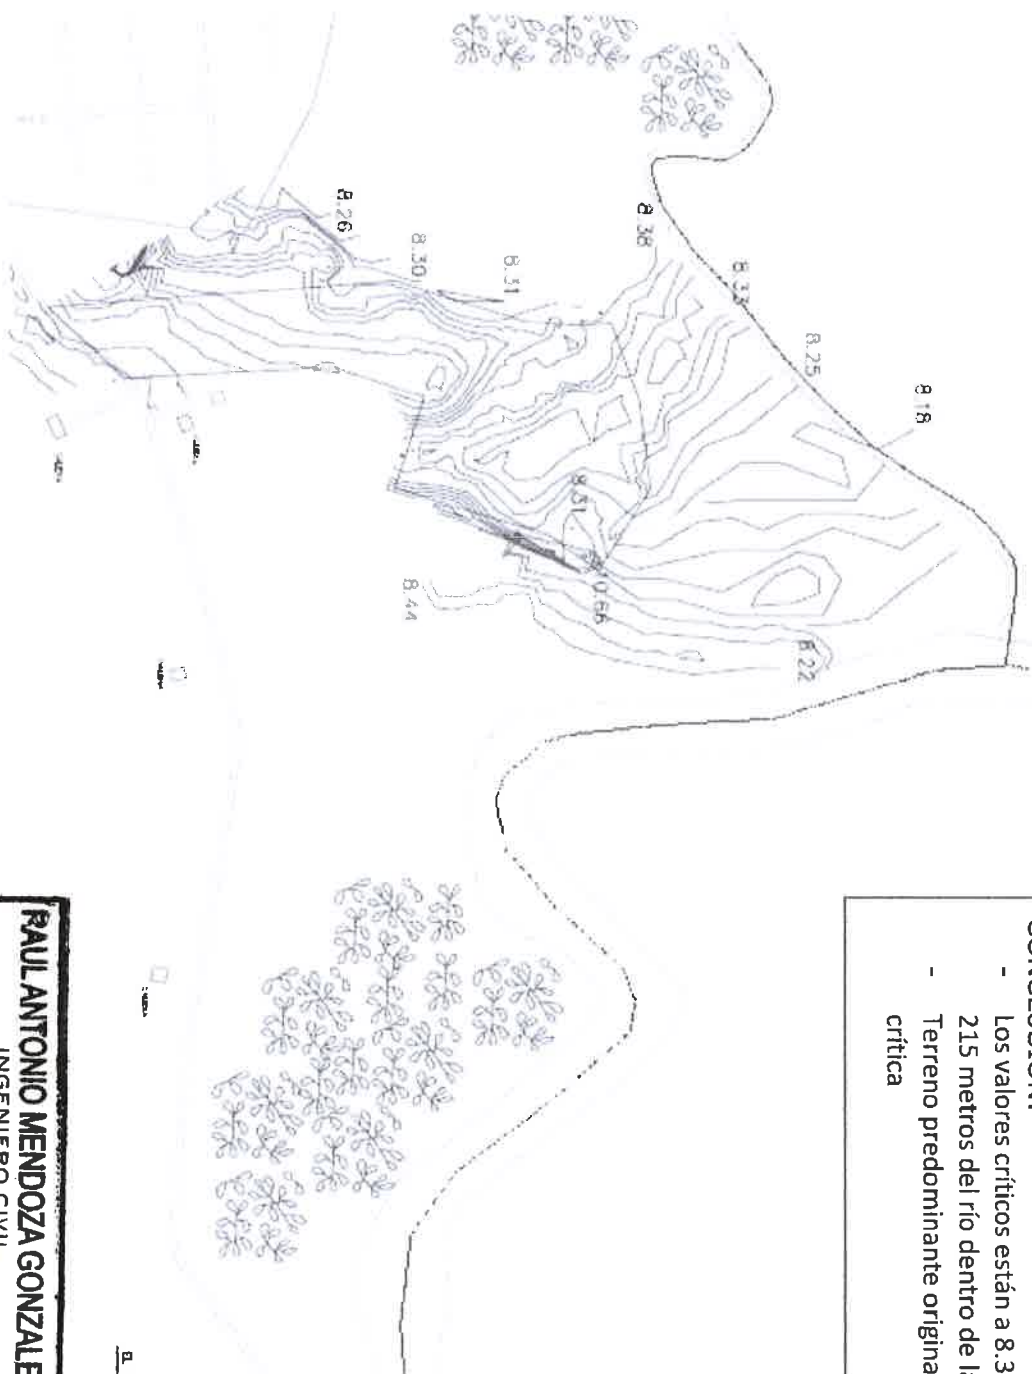 Los valores críticos están a 8.3
215 metros del río dentro de la
- Terreno predominante origina
crítica
8.38
8.33
8.25
8.18
8.26
8.30
8.31
8.31
0.66
8.22
8.44
RAUL ANTONIO MENDOZA GONZALE
INGENIERO CIVIL
EL